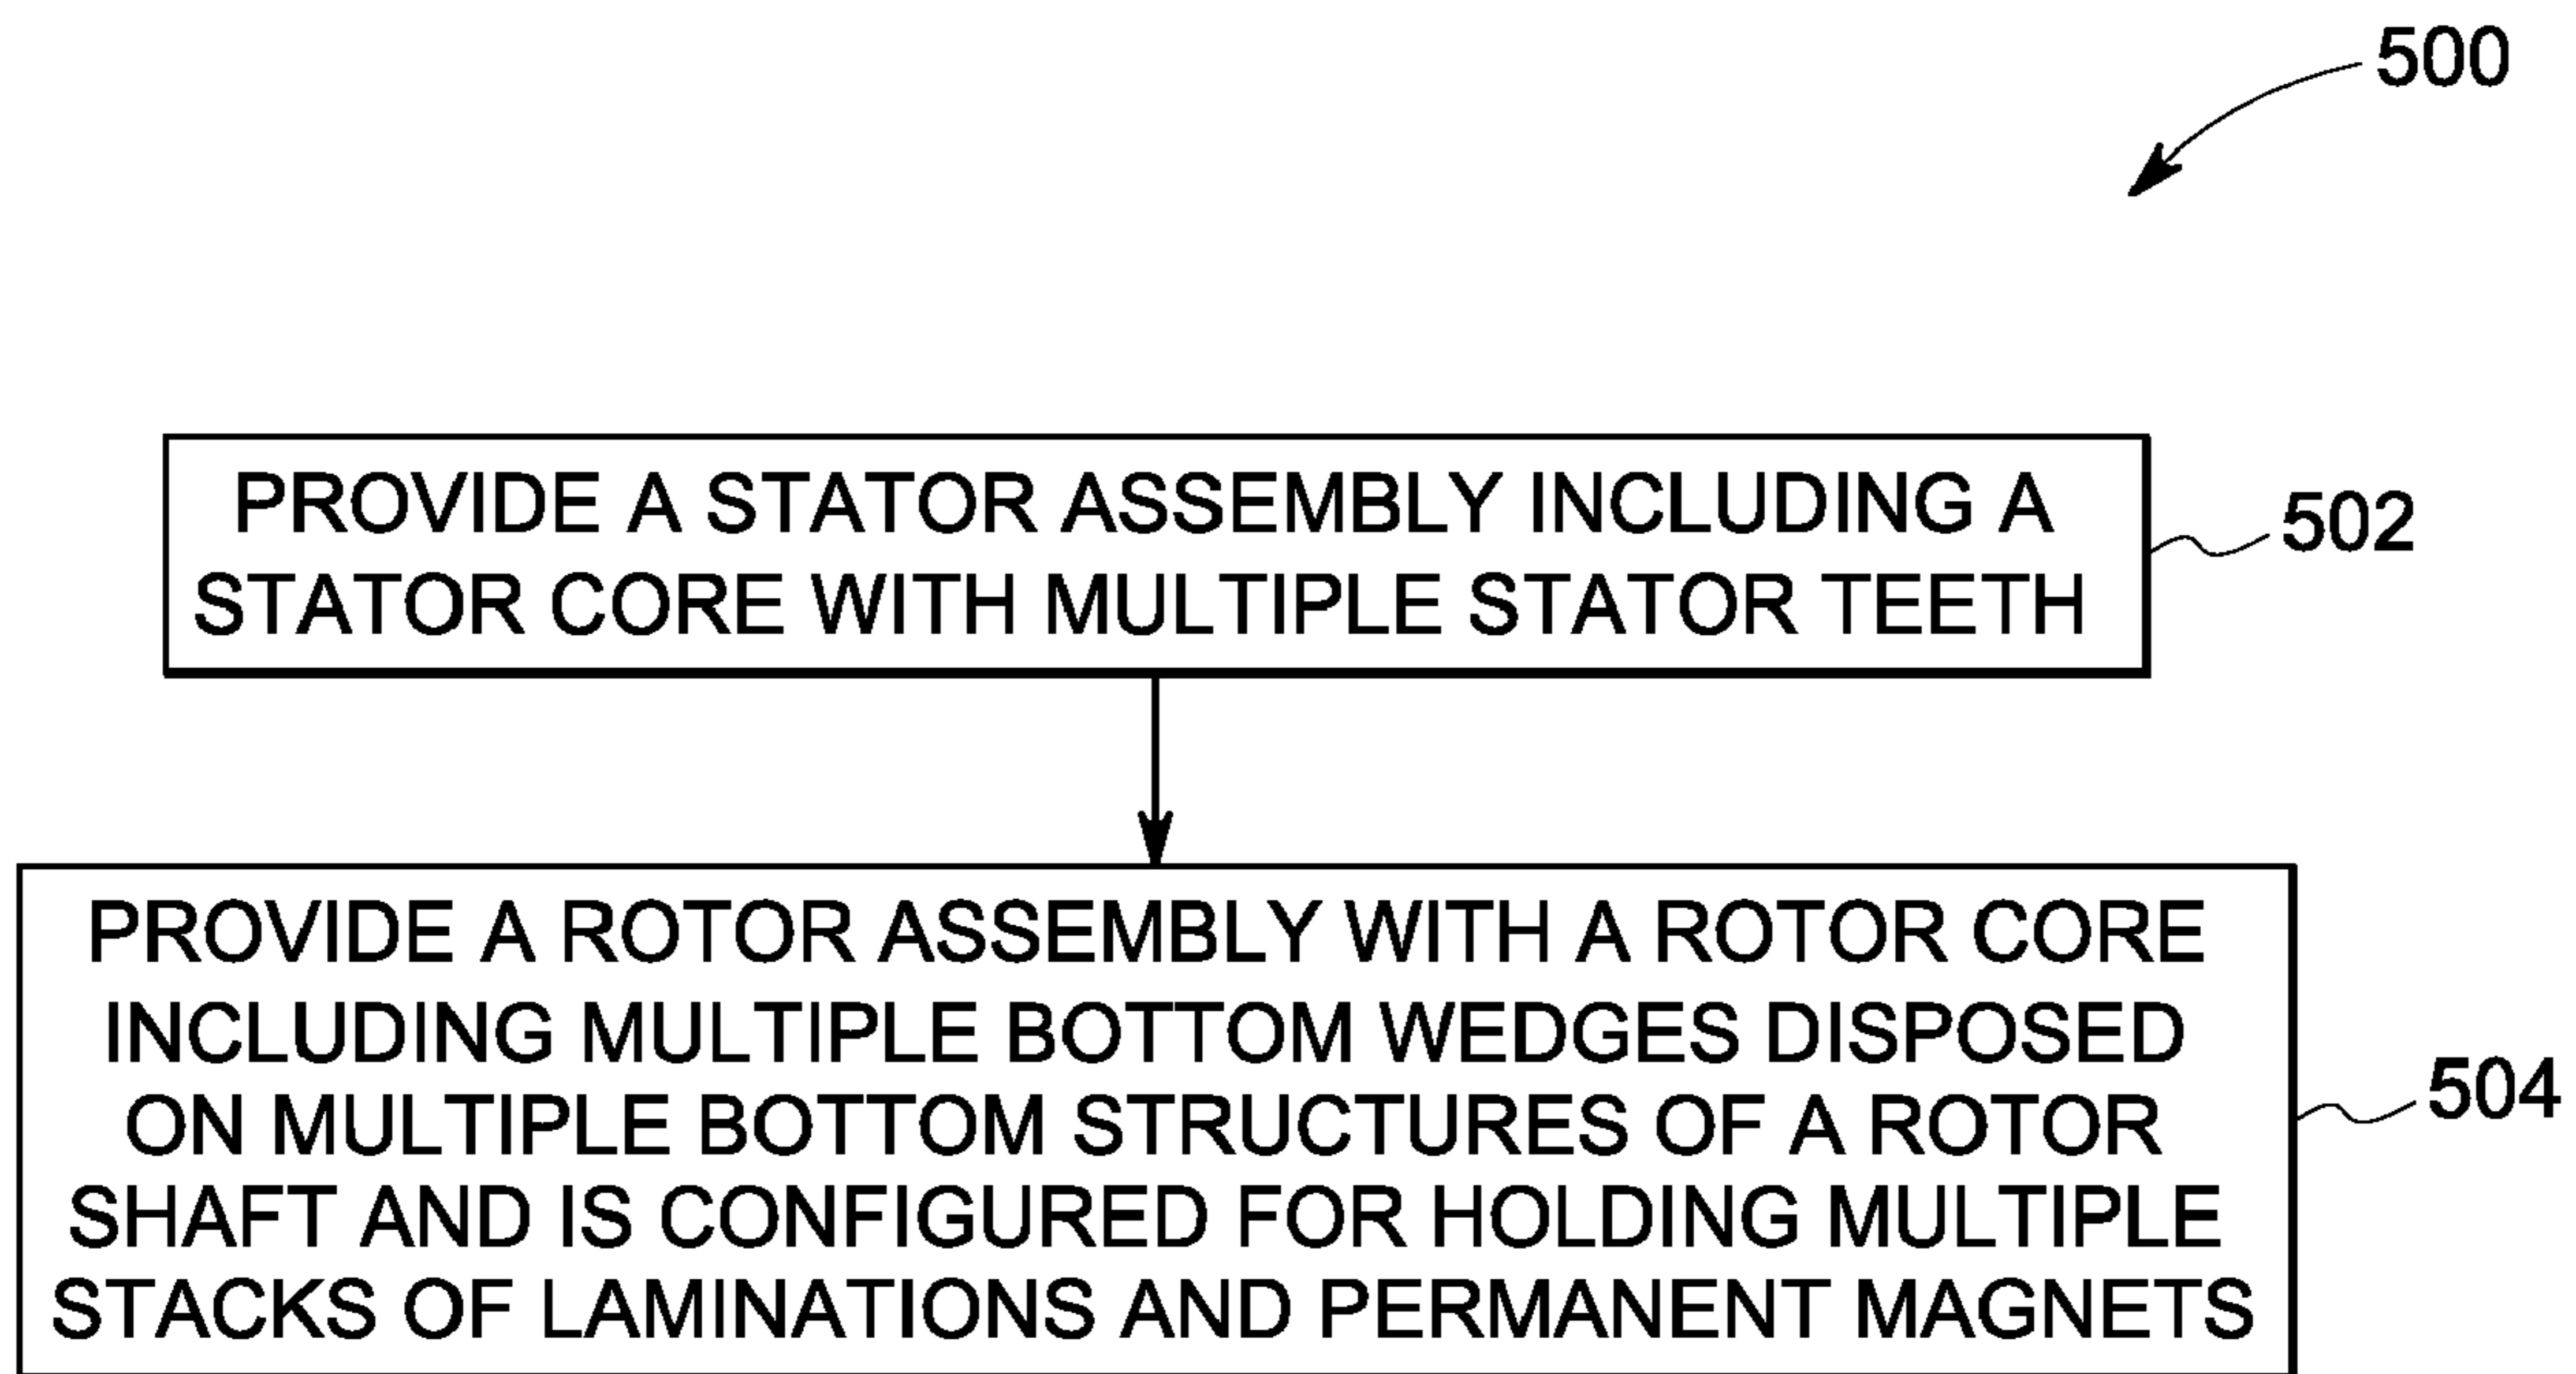 500
PROVIDE A STATOR ASSEMBLY INCLUDING A
STATOR CORE WITH MULTIPLE STATOR TEETH
502
PROVIDE A ROTOR ASSEMBLY WITH A ROTOR CORE
INCLUDING MULTIPLE BOTTOM WEDGES DISPOSED
ON MULTIPLE BOTTOM STRUCTURES OF A ROTOR
SHAFT AND IS CONFIGURED FOR HOLDING MULTIPLE
STACKS OF LAMINATIONS AND PERMANENT MAGNETS
504